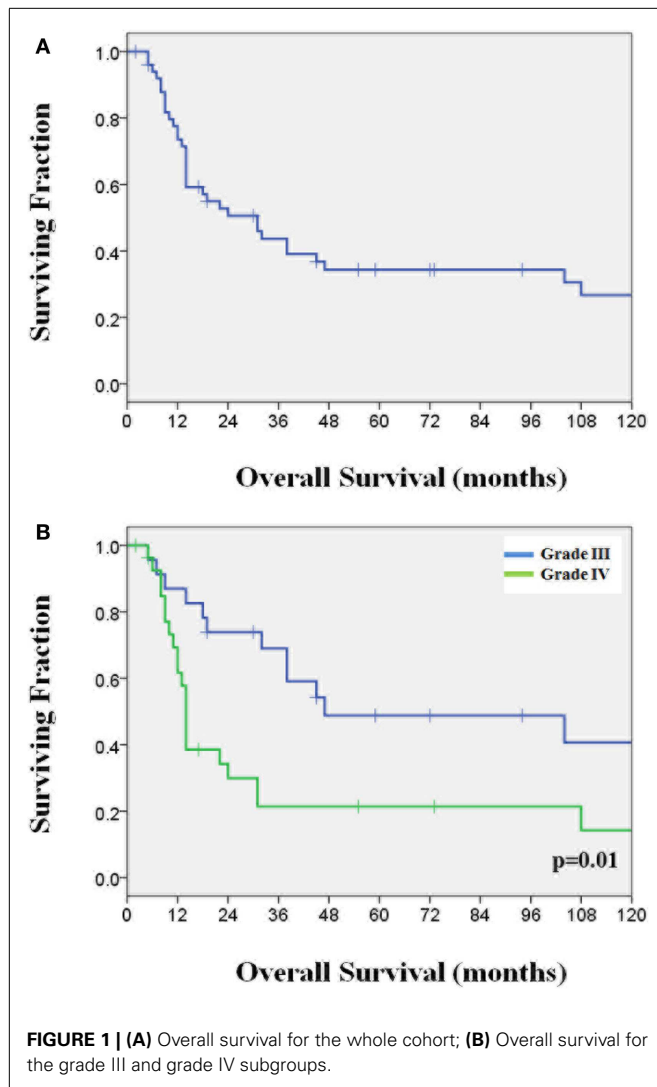 A
1.0
0.8
0.6
0.4
0.2
0.0
Surviving Fraction
0 12 24 36 48 60 72 84 96 108 120
Overall Survival (months)
B
Grade III
Grade IV
1.0
0.8
0.6
0.4
0.2
0.0
Surviving Fraction
p=0.01
0 12 24 36 48 60 72 84 96 108 120
Overall Survival (months)
FIGURE 1 | (A) Overall survival for the whole cohort; (B) Overall survival for
the grade III and grade IV subgroups.